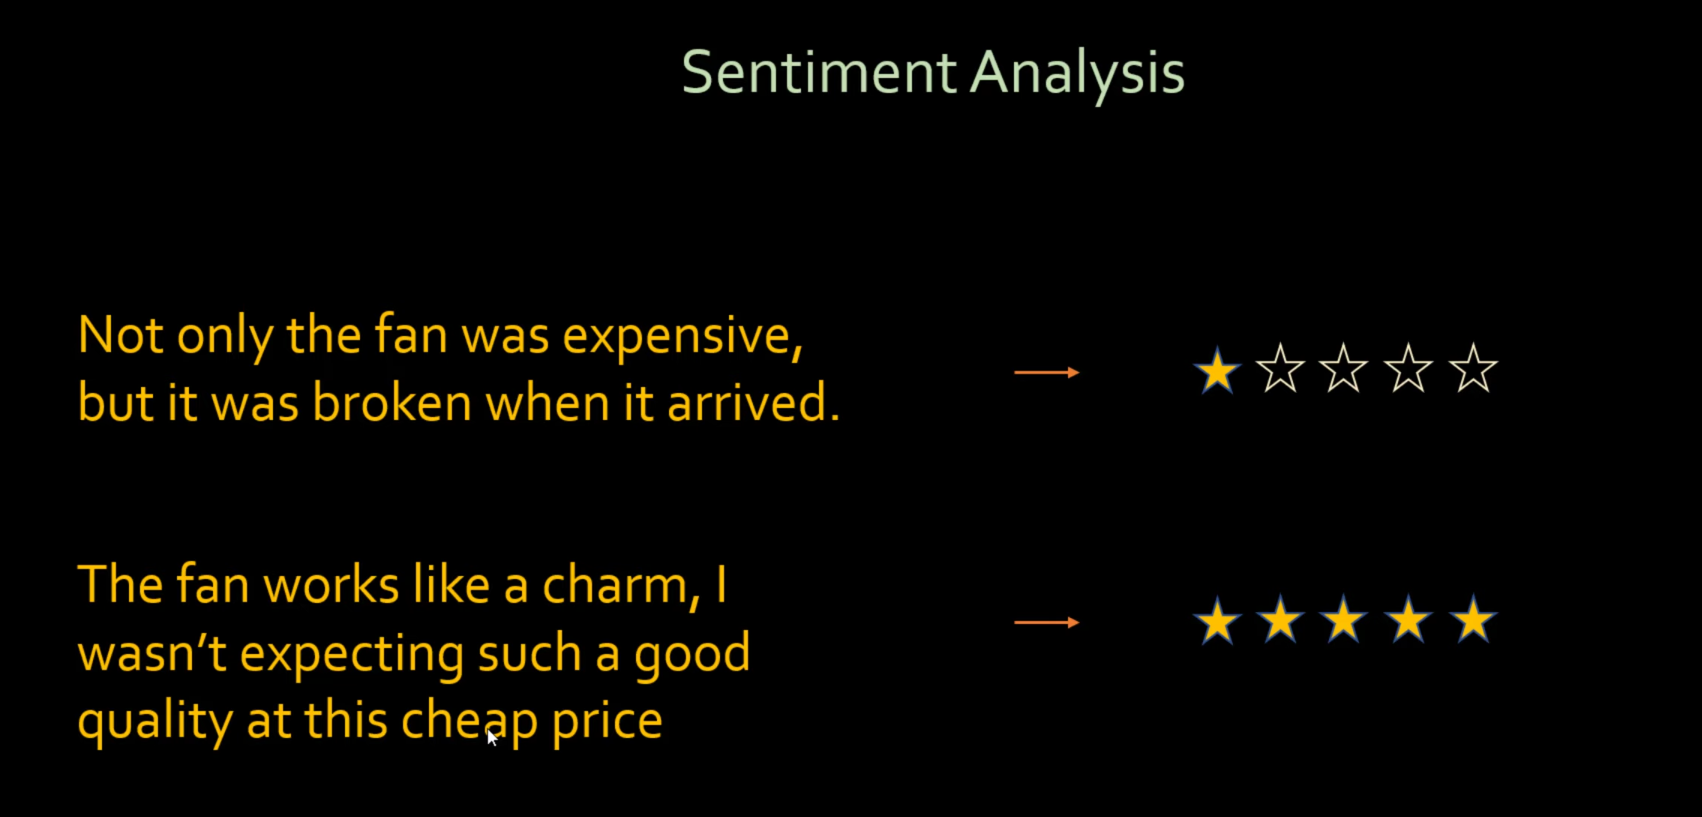 Sentiment Analysis
Not only the fan was expensive,
but it was broken when it arrived.
The fan works like a charm, I
wasn’t expecting such a good
quality at this cheap price